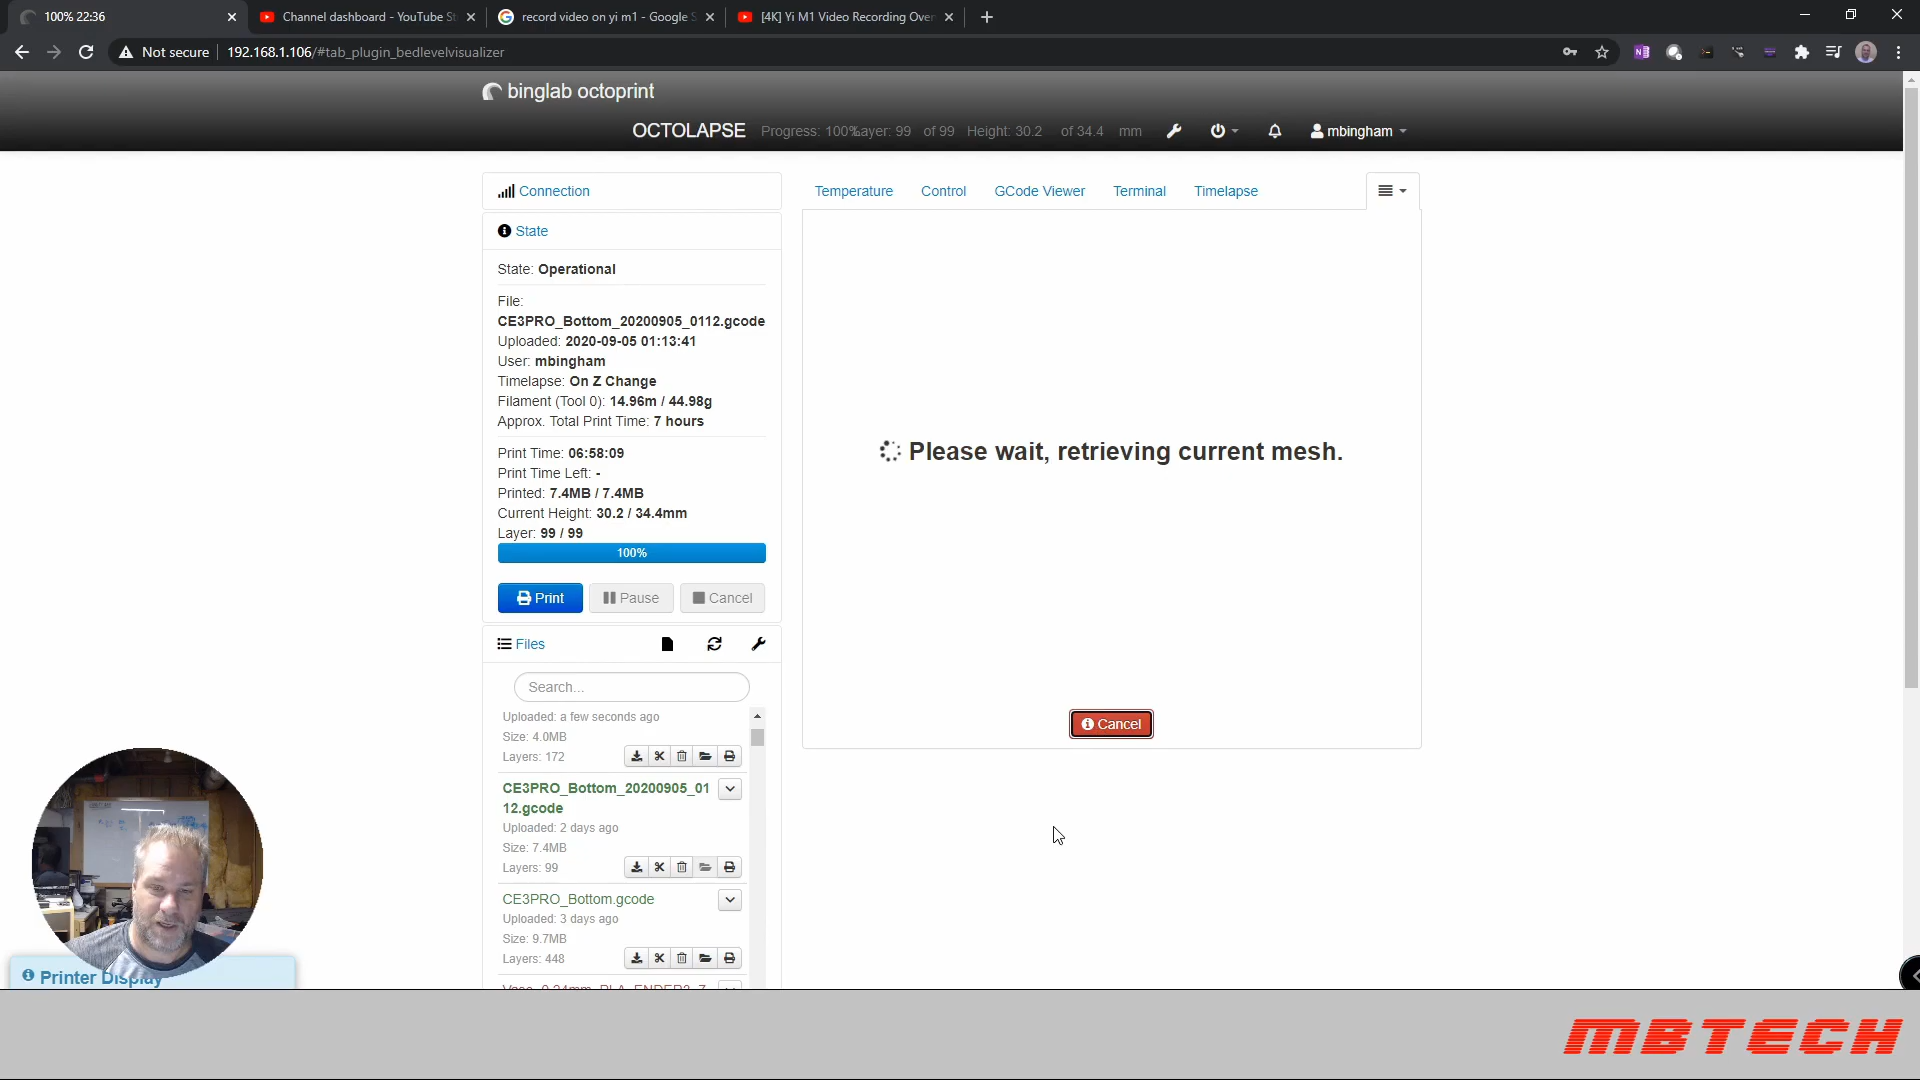 100% 22:36
Channel dashboard - YouTube St
record video on yi m1 - Google S
[4K] Yi M1 Video Recording Over
Not secure
192.168.1.106/#tab_plugin_bedlevelvisualizer
binglab octoprint
OCTOLAPSE
Progress: 100%
Layer: 99 of 99
Height: 30.2 of 34.4 mm
mbingham
Connection
Temperature
Control
GCode Viewer
Terminal
Timelapse
State
State: Operational
File:
CE3PRO_Bottom_20200905_0112.gcode
Uploaded: 2020-09-05 01:13:41
User: mbingham
Timelapse: On Z Change
Filament (Tool 0): 14.96m / 44.98g
Approx. Total Print Time: 7 hours
Print Time: 06:58:09
Print Time Left: -
Printed: 7.4MB / 7.4MB
Current Height: 30.2 / 34.4mm
Layer: 99 / 99
100%
Print
Pause
Cancel
Please wait, retrieving current mesh.
Cancel
Files
Search...
Uploaded: a few seconds ago
Size: 4.0MB
Layers: 172
CE3PRO_Bottom_20200905_01
12.gcode
Uploaded: 2 days ago
Size: 7.4MB
Layers: 99
CE3PRO_Bottom.gcode
Uploaded: 3 days ago
Size: 9.7MB
Layers: 448
Printer Display
MBTECH